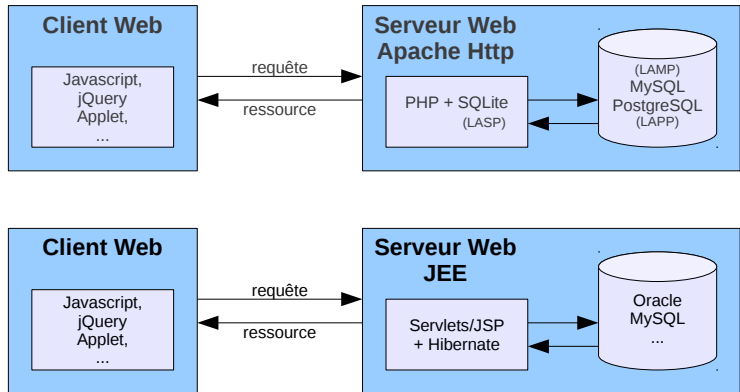 Client Web
Javascript,
jQuery
Applet,
...
requête
ressource
Serveur Web
Apache Http
PHP + SQLite
(LASP)
(LAMP)
MySQL
PostgreSQL
(LAPP)
Client Web
Javascript,
jQuery
Applet,
...
requête
ressource
Serveur Web
JEE
Servlets/JSP
+ Hibernate
Oracle
MySQL
...